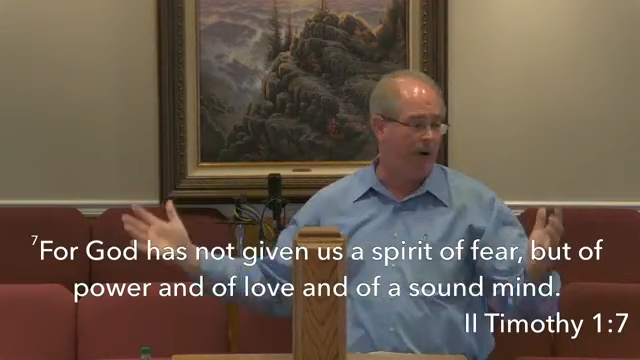 ⁷For God has not given us a spirit of fear, but of
power and of love and of a sound mind.
II Timothy 1:7